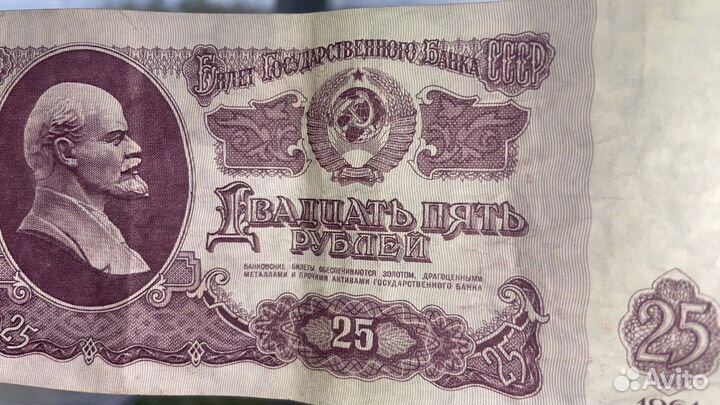 Билет Государственного Банка СССР
Двадцать пять
рублей
БАНКОВСКИЕ БИЛЕТЫ ОБЕСПЕЧИВАЮТСЯ ЗОЛОТОМ, ДРАГОЦЕННЫМИ
МЕТАЛЛАМИ И ПРОЧИМИ АКТИВАМИ ГОСУДАРСТВЕННОГО БАНКА
25
25
25
25
Avito